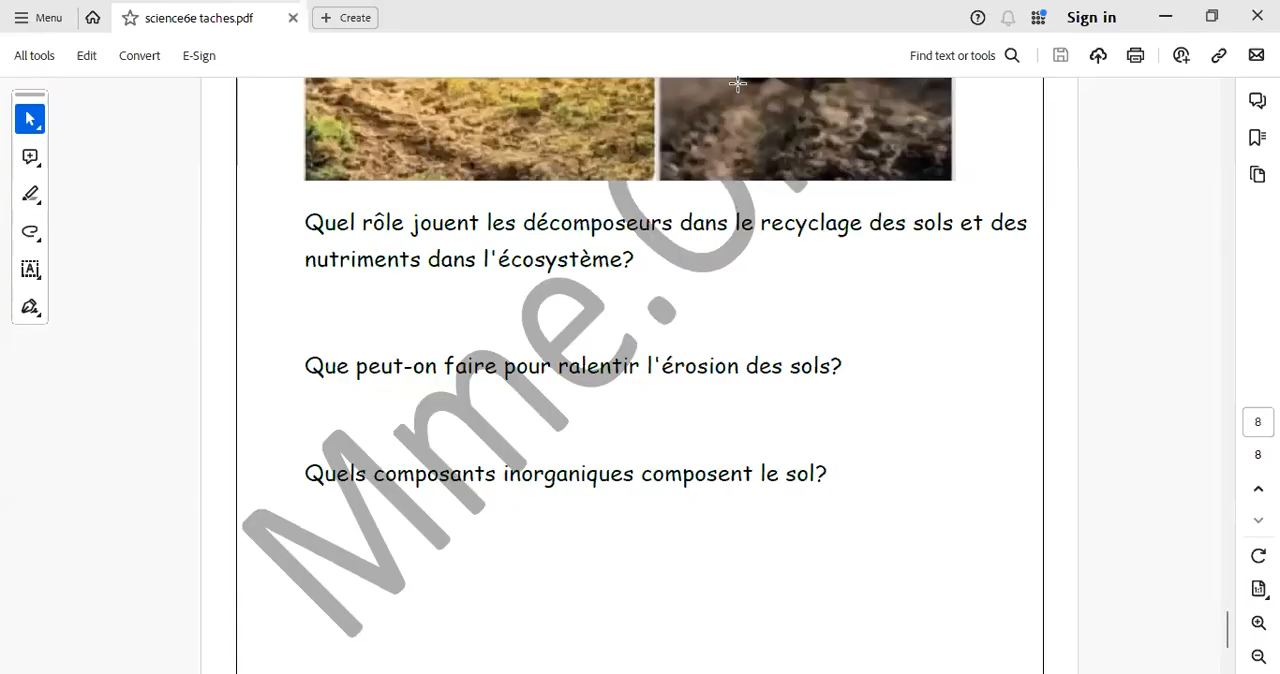 Menu
science6e taches.pdf
Create
Sign in
All tools
Edit
Convert
E-Sign
Find text or tools
Quel rôle jouent les décomposeurs dans le recyclage des sols et des
nutriments dans l'écosystème?
Que peut-on faire pour ralentir l'érosion des sols?
Quels composants inorganiques composent le sol?
8
8
Mme.